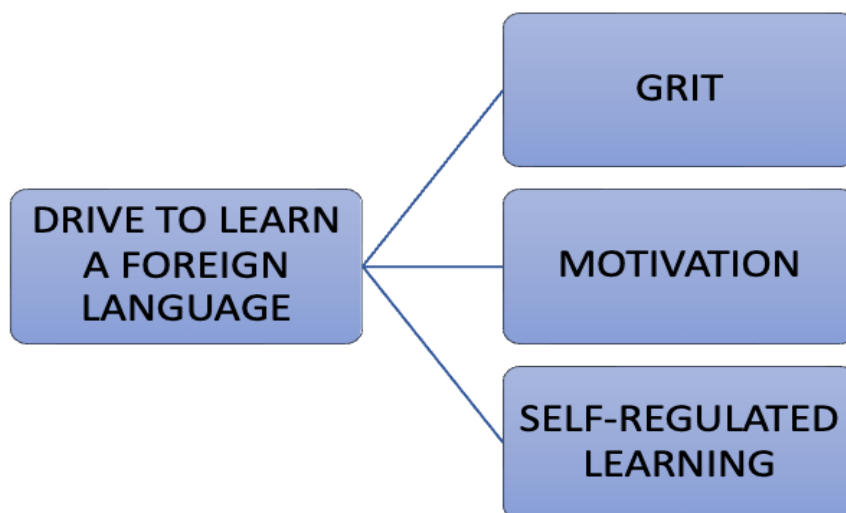 DRIVE TO LEARN
A FOREIGN
LANGUAGE
GRIT
MOTIVATION
SELF-REGULATED
LEARNING